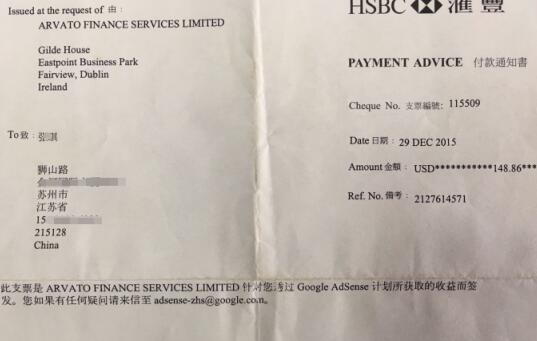 Issued at the request of 由：
ARVATO FINANCE SERVICES LIMITED
Gilde House
Eastpoint Business Park
Fairview, Dublin
Ireland
To 致：
狮山路
苏州市
江苏省
15
215128
China
HSBC 滙豐
PAYMENT ADVICE 付款通知書
Cheque No. 支票編號： 115509
Date 日期： 29 DEC 2015
Amount 金額： USD***********148.86***
Ref. No. 備考： 2127614571
此支票是 ARVATO FINANCE SERVICES LIMITED 针对您透过 Google AdSense 计划所获取的收益而签
发。您如果有任何疑问请来信至 adsense-zhs@google.com。